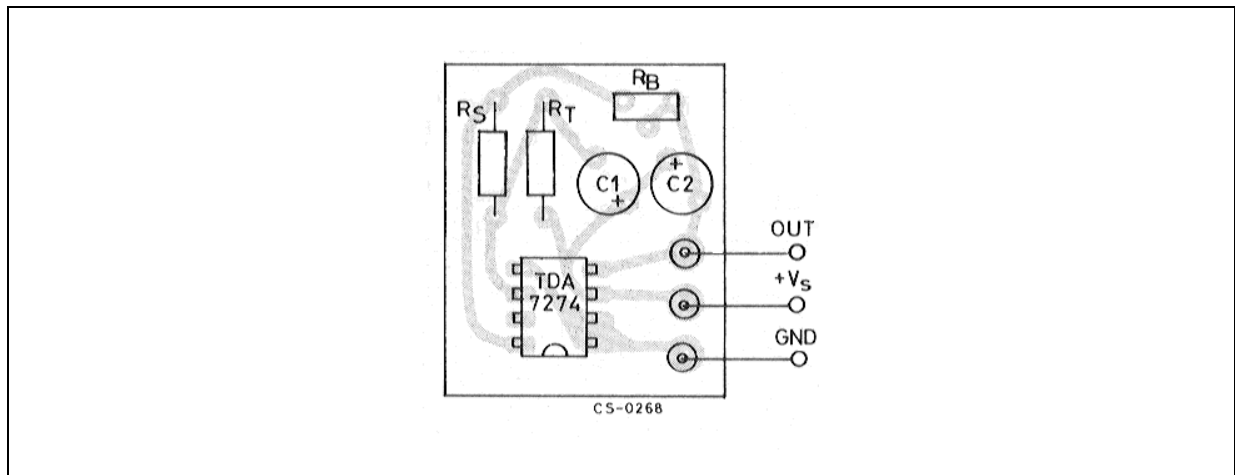 RB
RS
RT
+
C1
+
C2
OUT
TDA
7274
+VS
GND
CS-0268